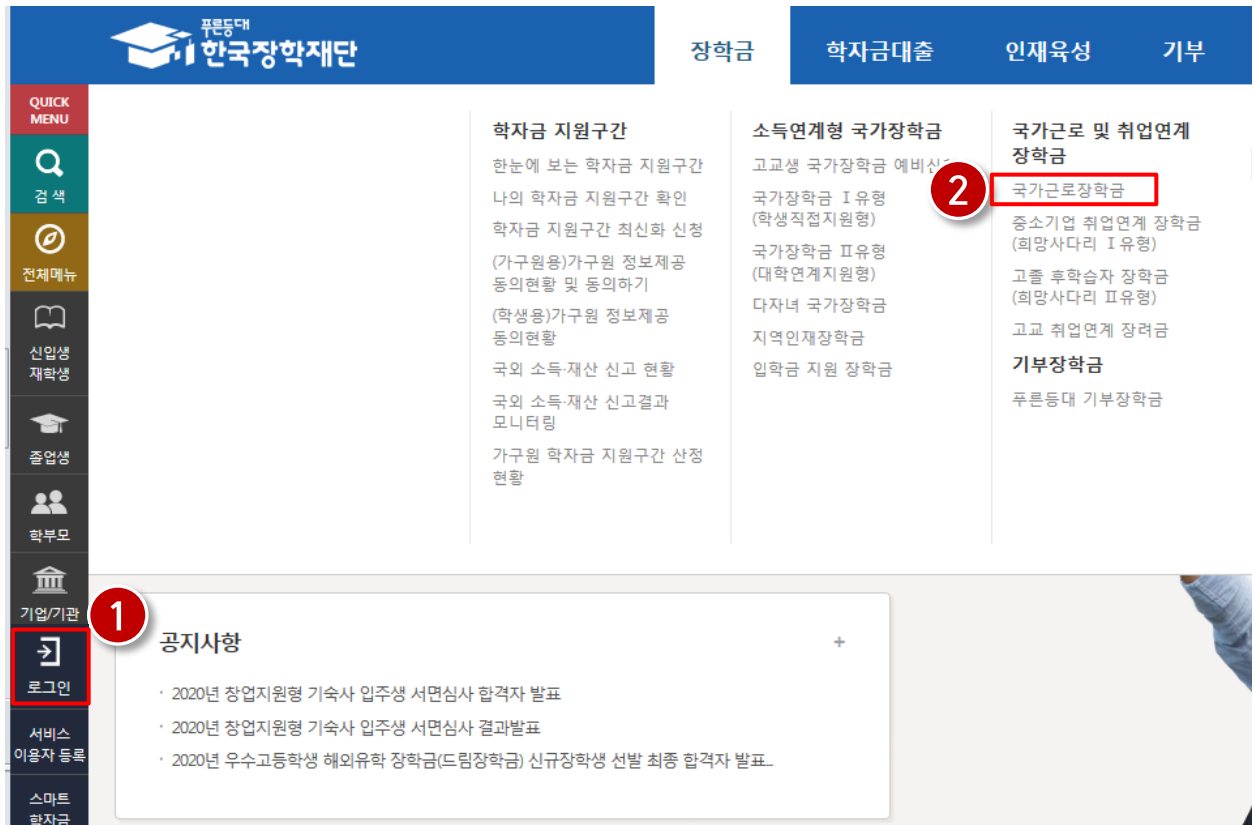 푸른등대
한국장학재단
장학금
학자금대출
인재육성
기부
QUICK
MENU
검색
전체메뉴
신입생
재학생
졸업생
학부모
기업/기관
로그인
서비스
이용자 등록
스마트
학자금
학자금 지원구간
한눈에 보는 학자금 지원구간
나의 학자금 지원구간 확인
학자금 지원구간 최신화 신청
(가구원용)가구원 정보제공
동의현황 및 동의하기
(학생용)가구원 정보제공
동의현황
국외 소득·재산 신고 현황
국외 소득·재산 신고결과
모니터링
가구원 학자금 지원구간 산정
현황
소득연계형 국가장학금
고교생 국가장학금
국가장학금 Ⅰ유형
(학생직접지원형)
국가장학금 Ⅱ유형
(대학연계지원형)
다자녀 국가장학금
지역인재장학금
입학금 지원 장학금
국가근로 및 취업연계
장학금
2
국가근로장학금
중소기업 취업연계 장학금
(희망사다리 Ⅰ유형)
고졸 후학습자 장학금
(희망사다리 Ⅱ유형)
고교 취업연계 장려금
기부장학금
푸른등대 기부장학금
1
공지사항 +
· 2020년 창업지원형 기숙사 입주생 서면심사 합격자 발표
· 2020년 창업지원형 기숙사 입주생 서면심사 결과발표
· 2020년 우수고등학생 해외유학 장학금(드림장학금) 신규장학생 선발 최종 합격자 발표...